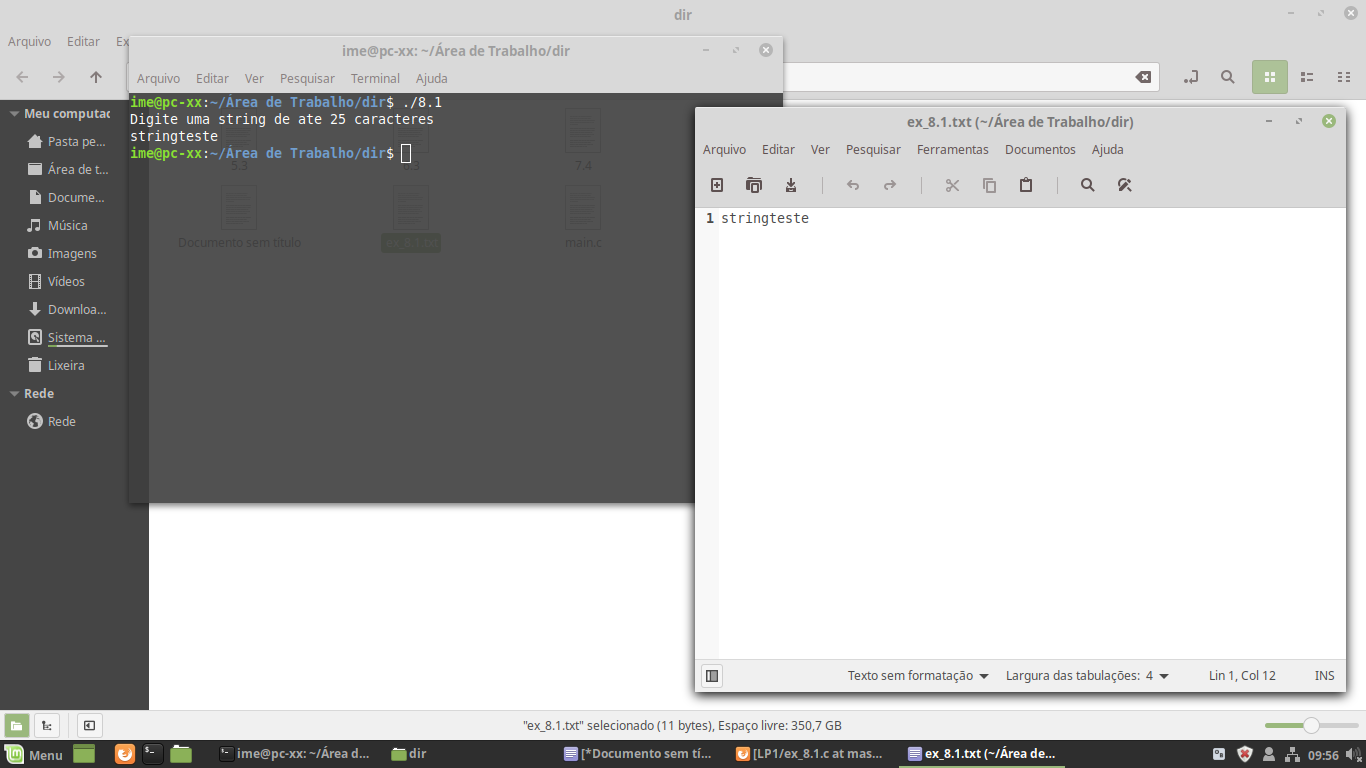 dir
Arquivo Editar Ex
ime@pc-xx: ~/Área de Trabalho/dir
Arquivo Editar Ver Pesquisar Terminal Ajuda
ime@pc-xx:~/Área de Trabalho/dir$ ./8.1
Digite uma string de ate 25 caracteres
stringteste
ime@pc-xx:~/Área de Trabalho/dir$
5.3 7.4
Documento sem título ex_8.1.txt main.c
Meu computad
Pasta pe...
Área de t...
Docume...
Música
Imagens
Vídeos
Downloa...
Sistema ...
Lixeira
Rede
Rede
ex_8.1.txt (~/Área de Trabalho/dir)
Arquivo Editar Ver Pesquisar Ferramentas Documentos Ajuda
1 stringteste
Texto sem formatação Largura das tabulações: 4 Lin 1, Col 12 INS
"ex_8.1.txt" selecionado (11 bytes), Espaço livre: 350,7 GB
Menu ime@pc-xx: ~/Área d... dir [*Documento sem tí... [LP1/ex_8.1.c at mas... ex_8.1.txt (~/Área de... 09:56